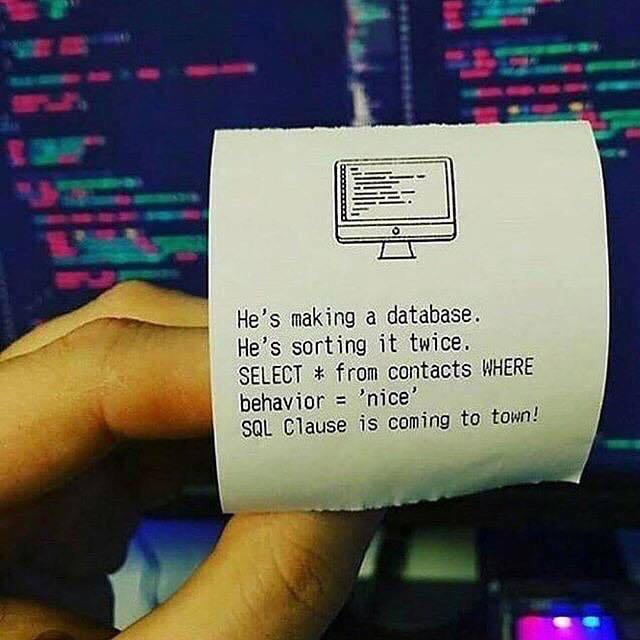 He's making a database.
He's sorting it twice.
SELECT * from contacts WHERE
behavior = 'nice'
SQL Clause is coming to town!